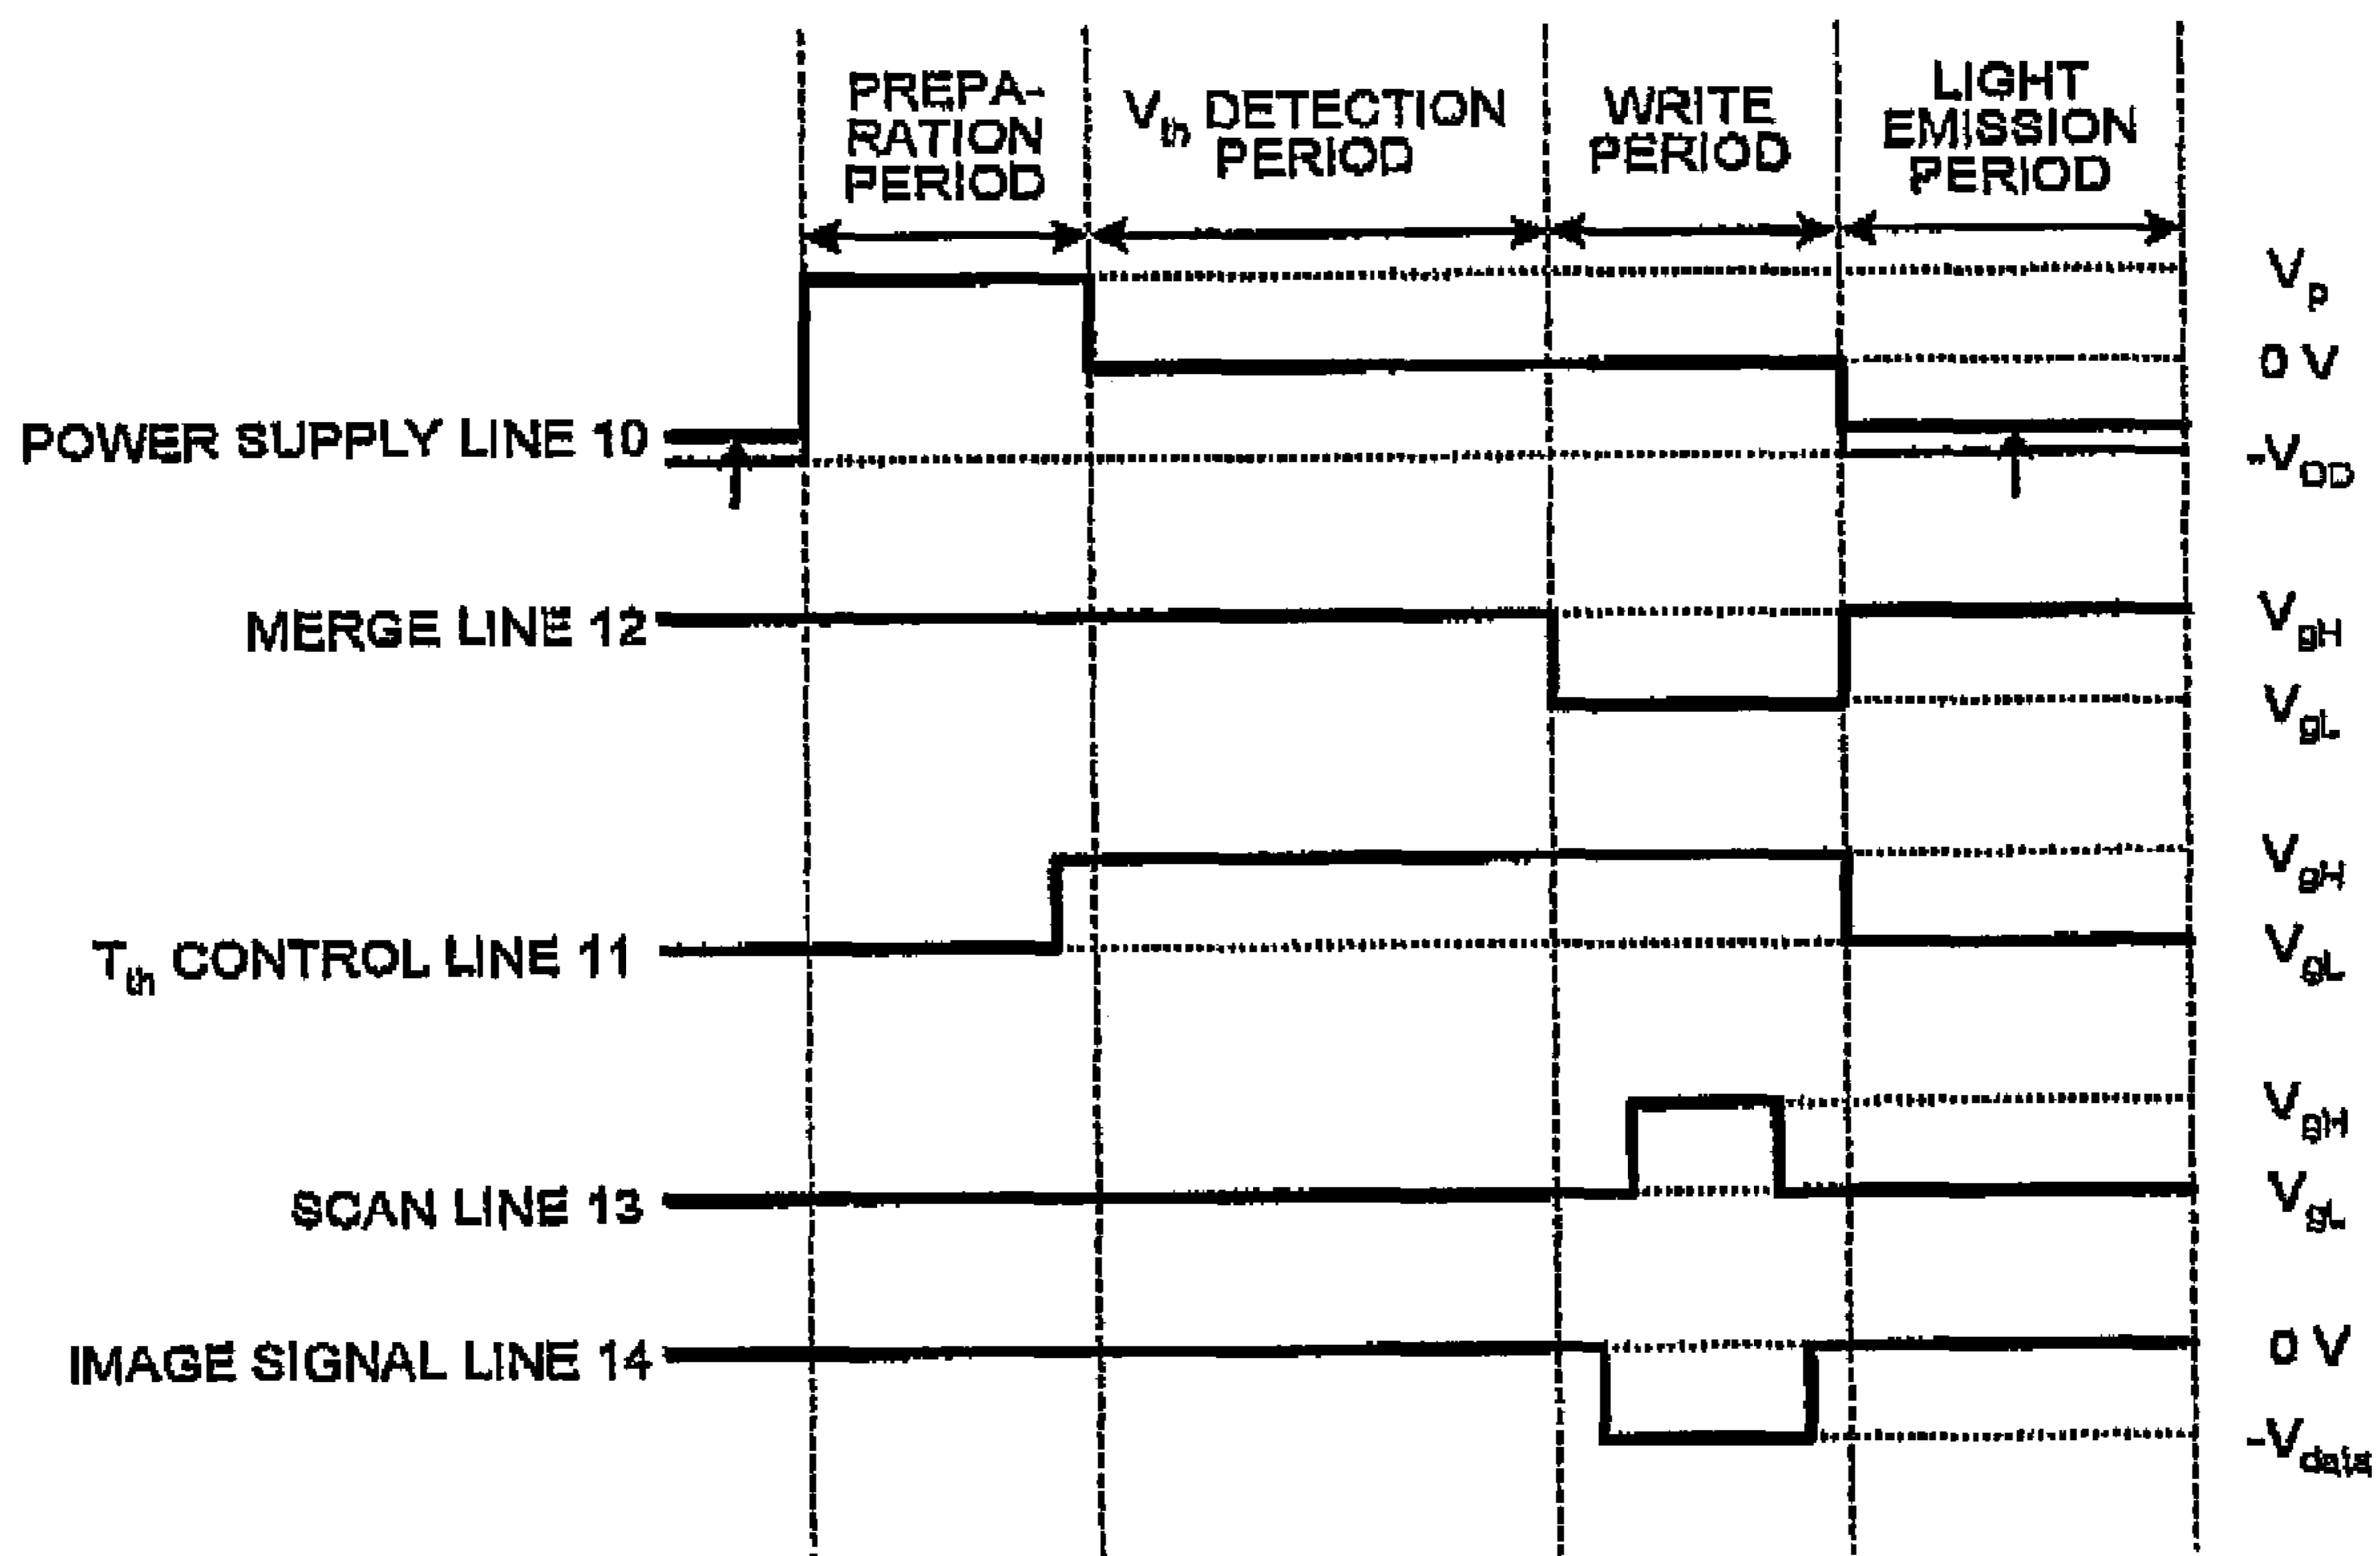 PREPA-
RATION
PERIOD
Vth DETECTION
PERIOD
WRITE
PERIOD
LIGHT
EMISSION
PERIOD
Vp
0 V
POWER SUPPLY LINE 10
-VDD
MERGE LINE 12
VgH
VgL
Tth CONTROL LINE 11
VgH
VgL
SCAN LINE 13
VgH
VgL
IMAGE SIGNAL LINE 14
0 V
-Vdata